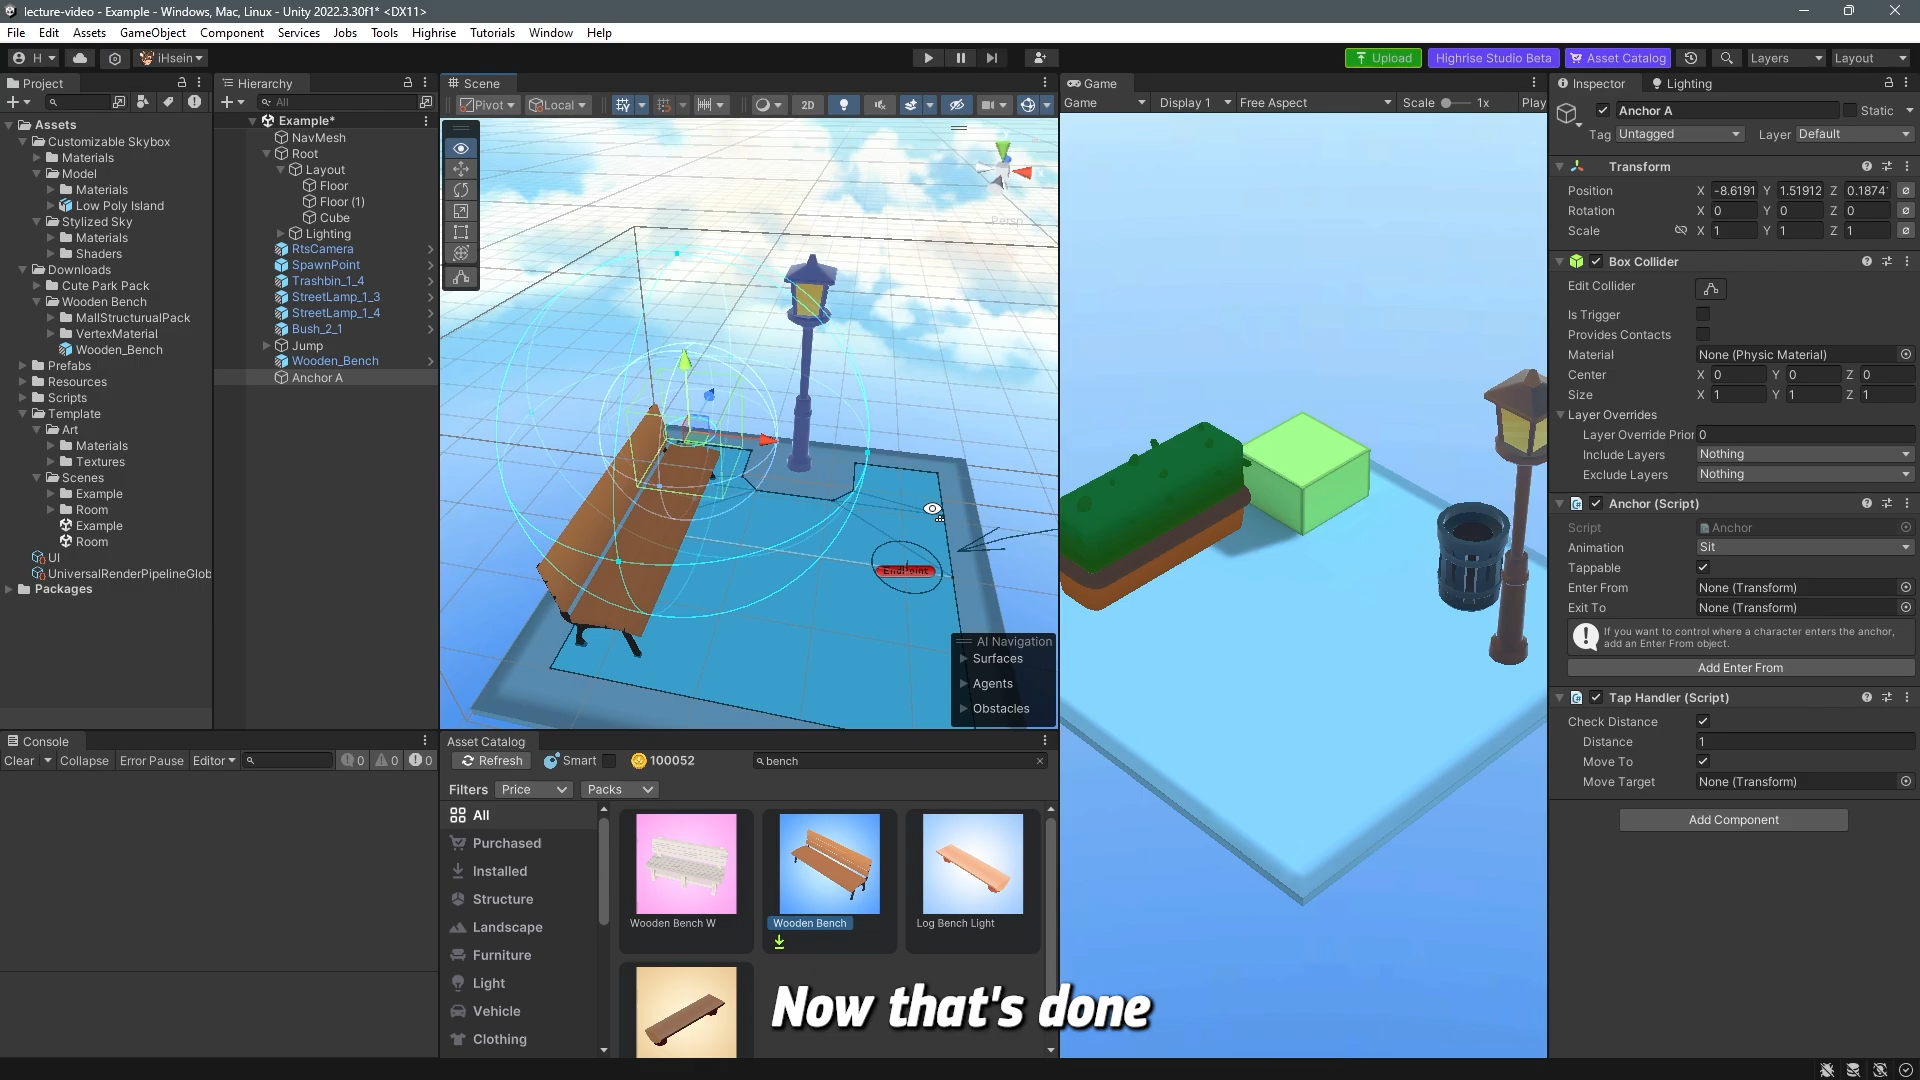 lecture-video - Example - Windows, Mac, Linux - Unity 2022.3.30f1* <DX11>
File Edit Assets GameObject Component Services Jobs Tools Highrise Tutorials Window Help
H iHsein Upload Highrise Studio Beta Asset Catalog Layers Layout
Project
Assets
Customizable Skybox
Materials
Model
Materials
Low Poly Island
Stylized Sky
Materials
Shaders
Downloads
Cute Park Pack
Wooden Bench
MallStructurualPack
VertexMaterial
Wooden_Bench
Prefabs
Resources
Scripts
Template
Art
Materials
Textures
Scenes
Example
Room
Example
Room
UI
UniversalRenderPipelineGlob
Packages
Hierarchy
All
Example*
NavMesh
Root
Layout
Floor
Floor (1)
Cube
Lighting
RtsCamera
SpawnPoint
Trashbin_1_4
StreetLamp_1_3
StreetLamp_1_4
Bush_2_1
Jump
Wooden_Bench
Anchor A
Scene
Pivot Local 2D
Persp
EndPoint
AI Navigation
Surfaces
Agents
Obstacles
Game
Game Display 1 Free Aspect Scale 1x Play
Inspector Lighting
Anchor A Static
Tag Untagged Layer Default
Transform
Position X -8.6191 Y 1.51912 Z 0.1874
Rotation X 0 Y 0 Z 0
Scale X 1 Y 1 Z 1
Box Collider
Edit Collider
Is Trigger
Provides Contacts
Material None (Physic Material)
Center X 0 Y 0 Z 0
Size X 1 Y 1 Z 1
Layer Overrides
Layer Override Prior 0
Include Layers Nothing
Exclude Layers Nothing
Anchor (Script)
Script Anchor
Animation Sit
Tappable
Enter From None (Transform)
Exit To None (Transform)
If you want to control where a character enters the anchor,
add an Enter From object.
Add Enter From
Tap Handler (Script)
Check Distance
Distance 1
Move To
Move Target None (Transform)
Add Component
Console
Clear Collapse Error Pause Editor 0 0 0
Asset Catalog
Refresh Smart 100052 bench
Filters Price Packs
All
Purchased
Installed
Structure
Landscape
Furniture
Light
Vehicle
Clothing
Wooden Bench W
Wooden Bench
Log Bench Light
Now that's done